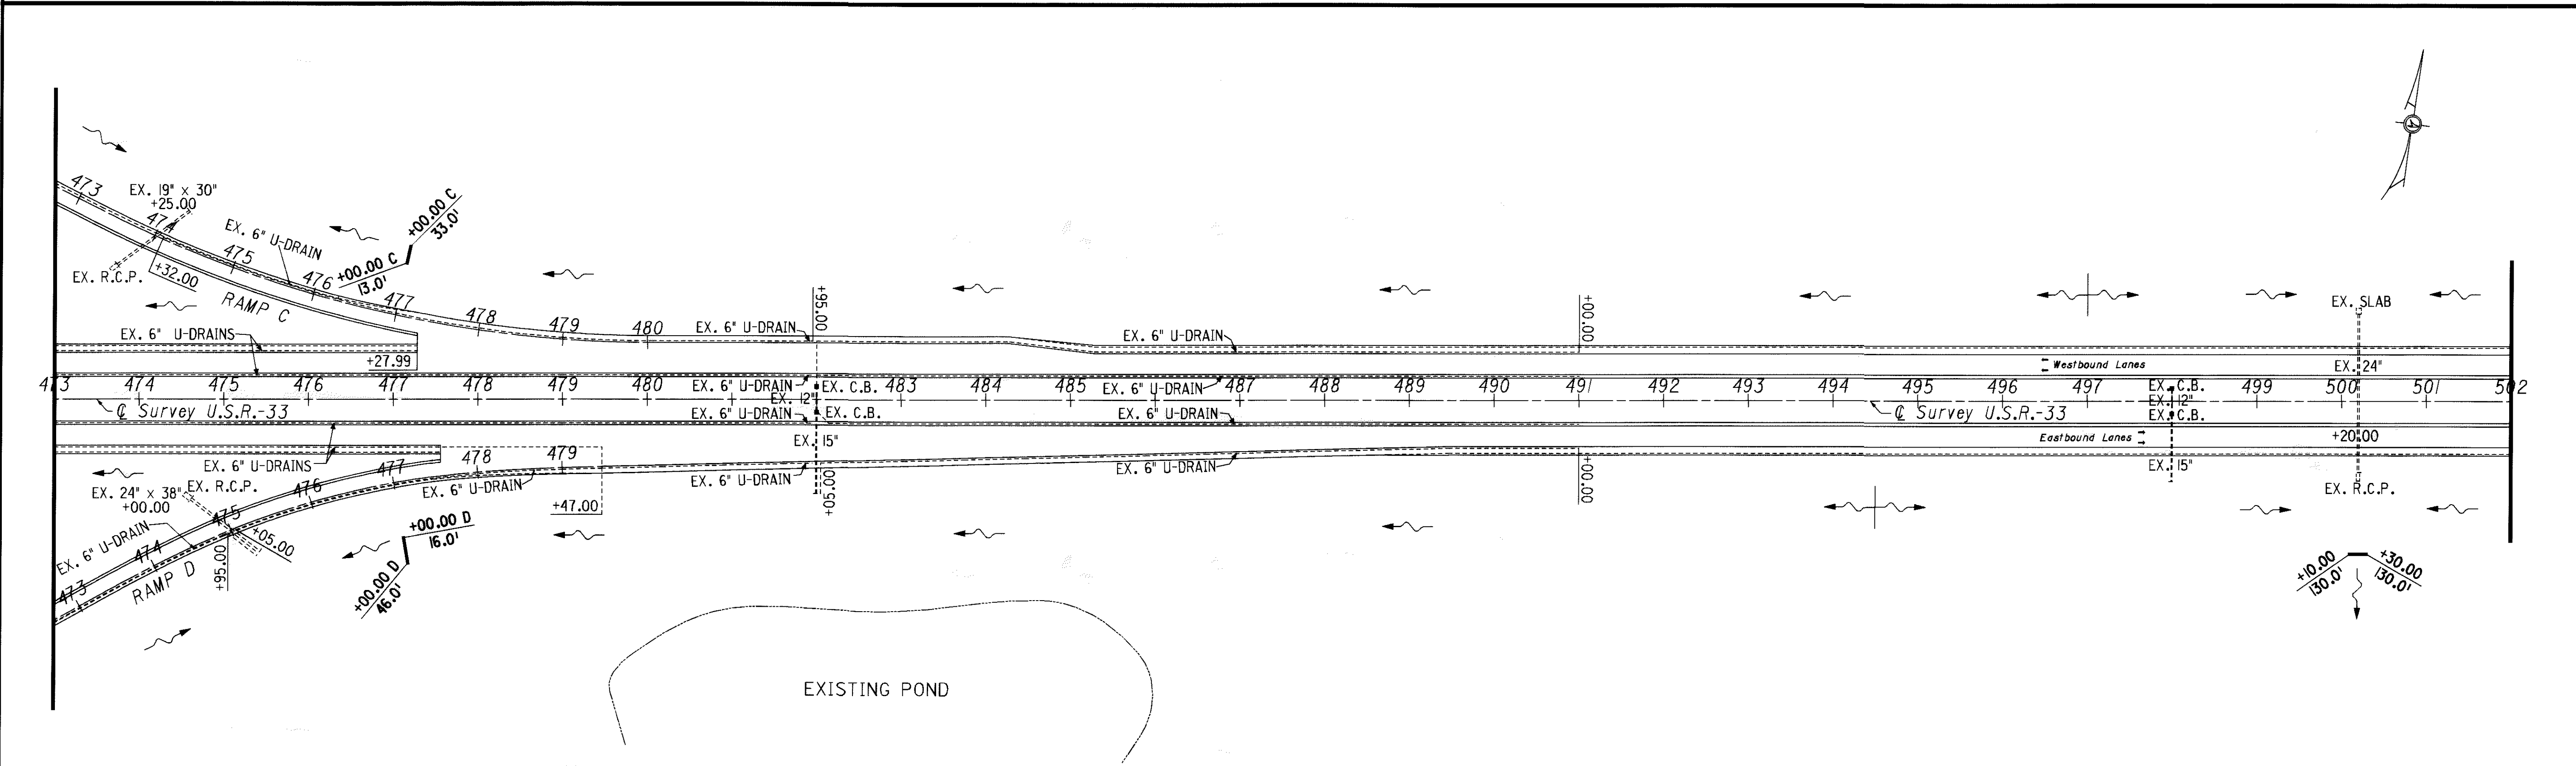 473
EX. 19" x 30"
+25.00
474
EX. 6" U-DRAIN
475
476
EX. R.C.P.
+32.00
RAMP C
+00.00 C
33.0'
+00.00 C
13.0'
477
478
479
480
EX. 6" U-DRAINS
+27.99
EX. 6" U-DRAIN
+95.00
EX. 6" U-DRAIN
+00.00
EX. SLAB
Westbound Lanes
EX. 24"
473 474 475 476 477 478 479 480 EX. 6" U-DRAIN EX. C.B. 483 484 485 EX. 6" U-DRAIN 487 488 489 490 491 492 493 494 495 496 497 EX. C.B. 499 500 501 502
EX. 12"
EX. 12"
℄ Survey U.S.R.-33
EX. 6" U-DRAIN
EX. C.B.
EX. 6" U-DRAIN
℄ Survey U.S.R.-33
EX. C.B.
EX. 15"
Eastbound Lanes
+20.00
EX. 6" U-DRAINS
477
478
479
EX. 6" U-DRAIN
EX. 6" U-DRAIN
EX. 6" U-DRAIN
+05.00
+00.00
EX. 15"
EX. R.C.P.
EX. 24" x 38"
EX. R.C.P.
+00.00
476
475
+47.00
EX. 6" U-DRAIN
474
473
RAMP D
+95.00
+05.00
+00.00 D
16.0'
+00.00 D
46.0'
+10.00
130.0'
+30.00
130.0'
EXISTING POND